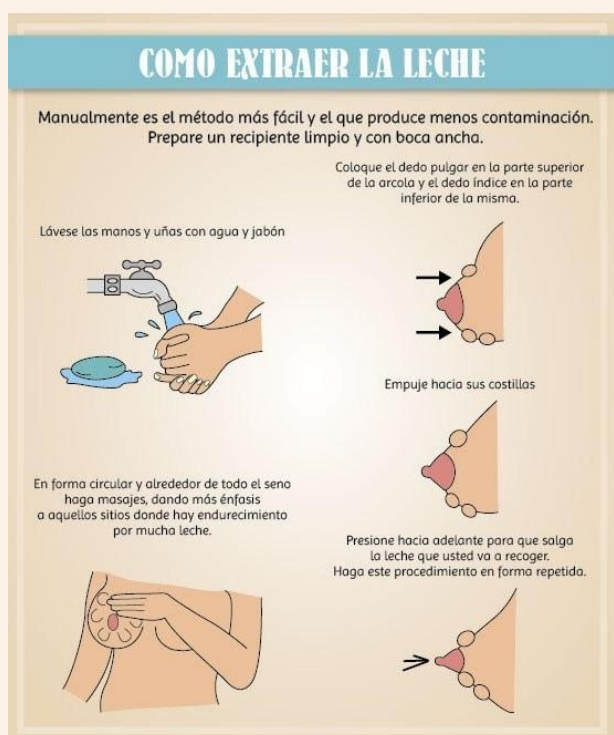 COMO EXTRAER LA LECHE
Manualmente es el método más fácil y el que produce menos contaminación.
Prepare un recipiente limpio y con boca ancha.
Lávese las manos y uñas con agua y jabón
En forma circular y alrededor de todo el seno
haga masajes, dando más énfasis
a aquellos sitios donde hay endurecimiento
por mucha leche.
Coloque el dedo pulgar en la parte superior
de la arcola y el dedo índice en la parte
inferior de la misma.
Empuje hacia sus costillas
Presione hacia adelante para que salga
la leche que usted va a recoger.
Haga este procedimiento en forma repetida.